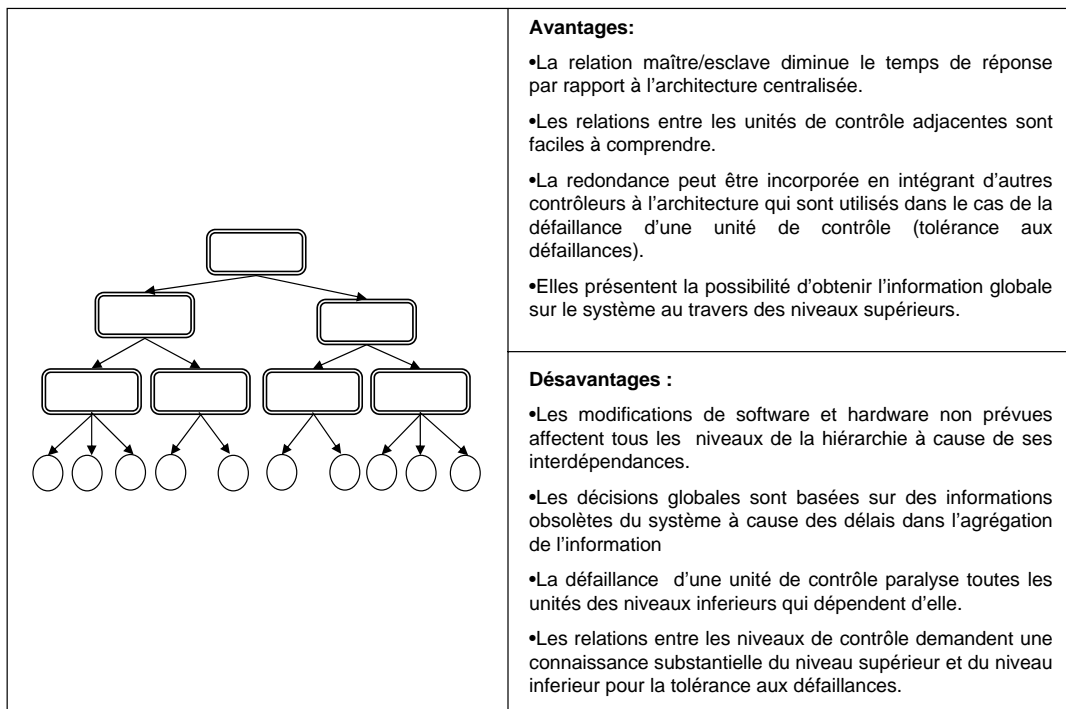 Avantages:
•La relation maître/esclave diminue le temps de réponse
par rapport à l'architecture centralisée.
•Les relations entre les unités de contrôle adjacentes sont
faciles à comprendre.
•La redondance peut être incorporée en intégrant d'autres
contrôleurs à l'architecture qui sont utilisés dans le cas de la
défaillance d'une unité de contrôle (tolérance aux
défaillances).
•Elles présentent la possibilité d'obtenir l'information globale
sur le système au travers des niveaux supérieurs.
Désavantages :
•Les modifications de software et hardware non prévues
affectent tous les niveaux de la hiérarchie à cause de ses
interdépendances.
•Les décisions globales sont basées sur des informations
obsolètes du système à cause des délais dans l'agrégation
de l'information
•La défaillance d'une unité de contrôle paralyse toutes les
unités des niveaux inferieurs qui dépendent d'elle.
•Les relations entre les niveaux de contrôle demandent une
connaissance substantielle du niveau supérieur et du niveau
inferieur pour la tolérance aux défaillances.